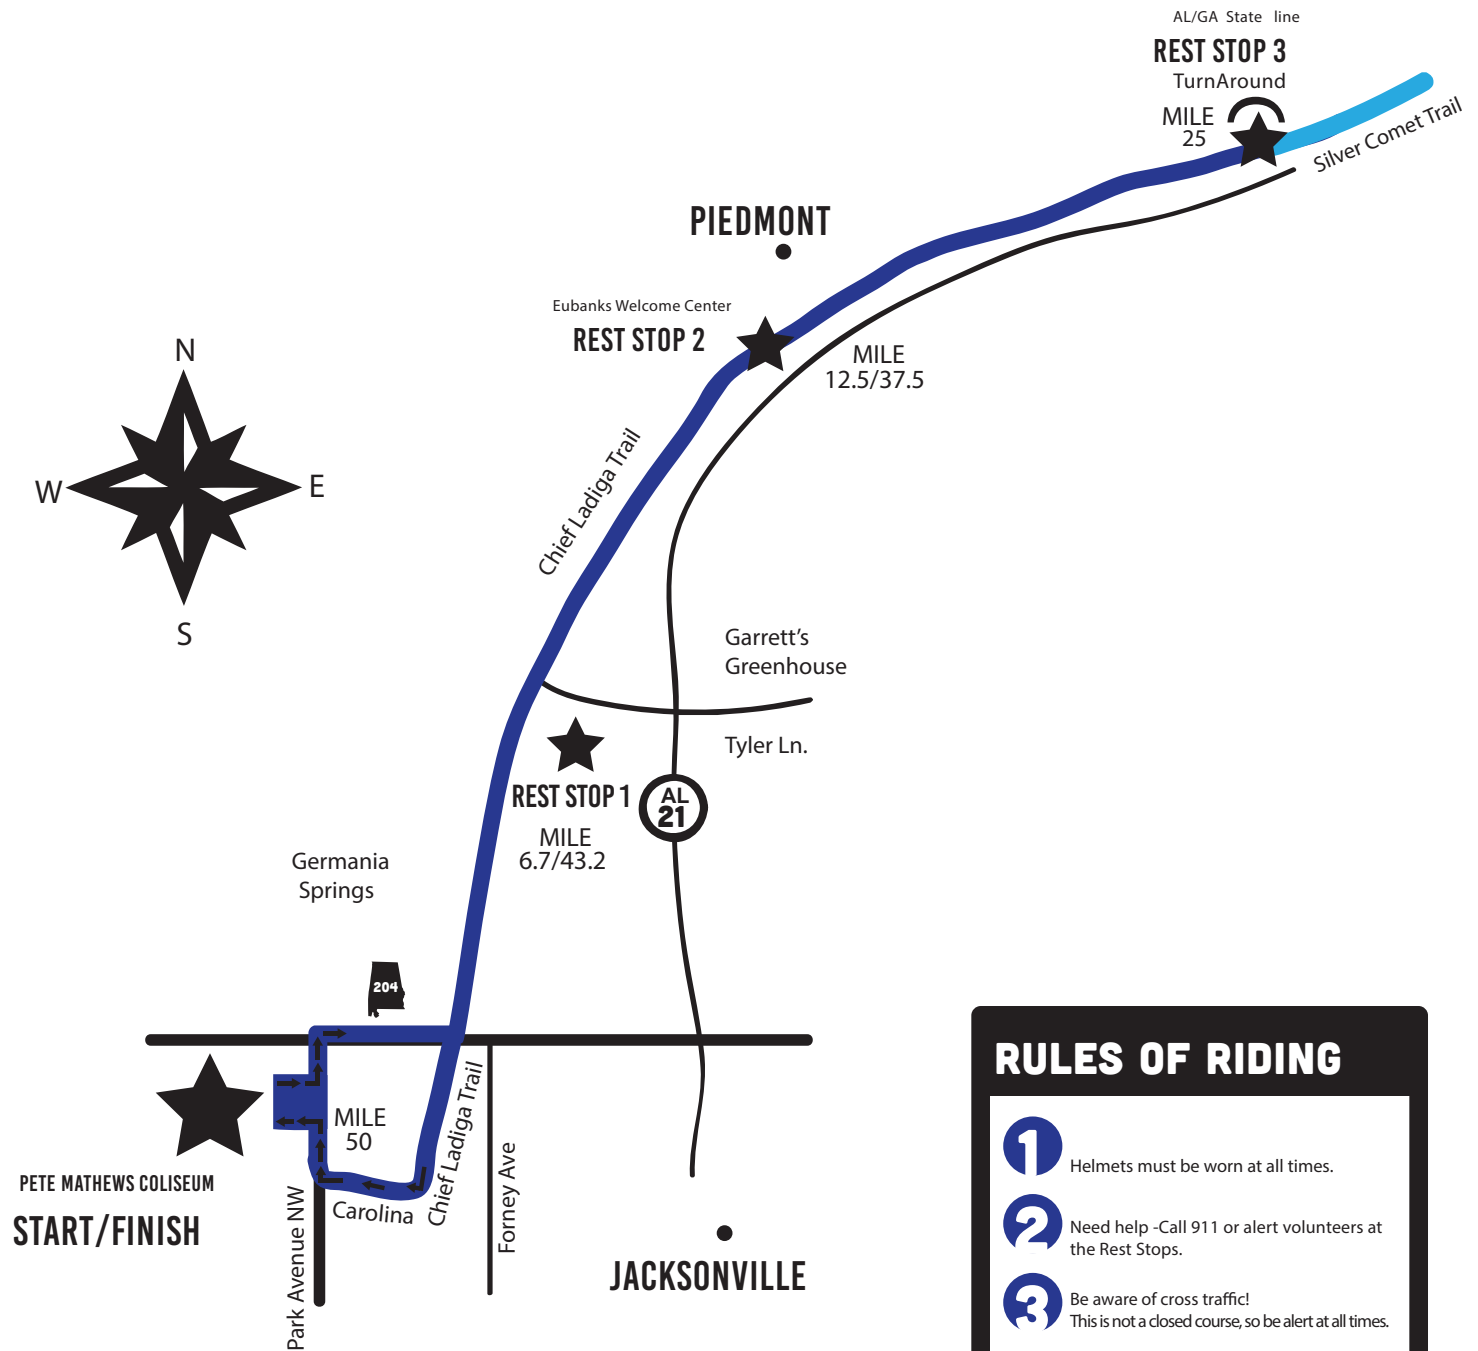 AL/GA State line
REST STOP 3
TurnAround
MILE
25
Silver Comet Trail
PIEDMONT
Eubanks Welcome Center
REST STOP 2
MILE
12.5/37.5
N
W
E
S
Chief Ladiga Trail
Garrett's
Greenhouse
Tyler Ln.
REST STOP 1
MILE
6.7/43.2
AL
21
Germania
Springs
204
MILE
50
PETE MATHEWS COLISEUM
START/FINISH
Park Avenue NW
Carolina
Chief Ladiga Trail
Forney Ave
JACKSONVILLE
RULES OF RIDING
1
Helmets must be worn at all times.
2
Need help -Call 911 or alert volunteers at
the Rest Stops.
3
Be aware of cross traffic!
This is not a closed course, so be alert at all times.